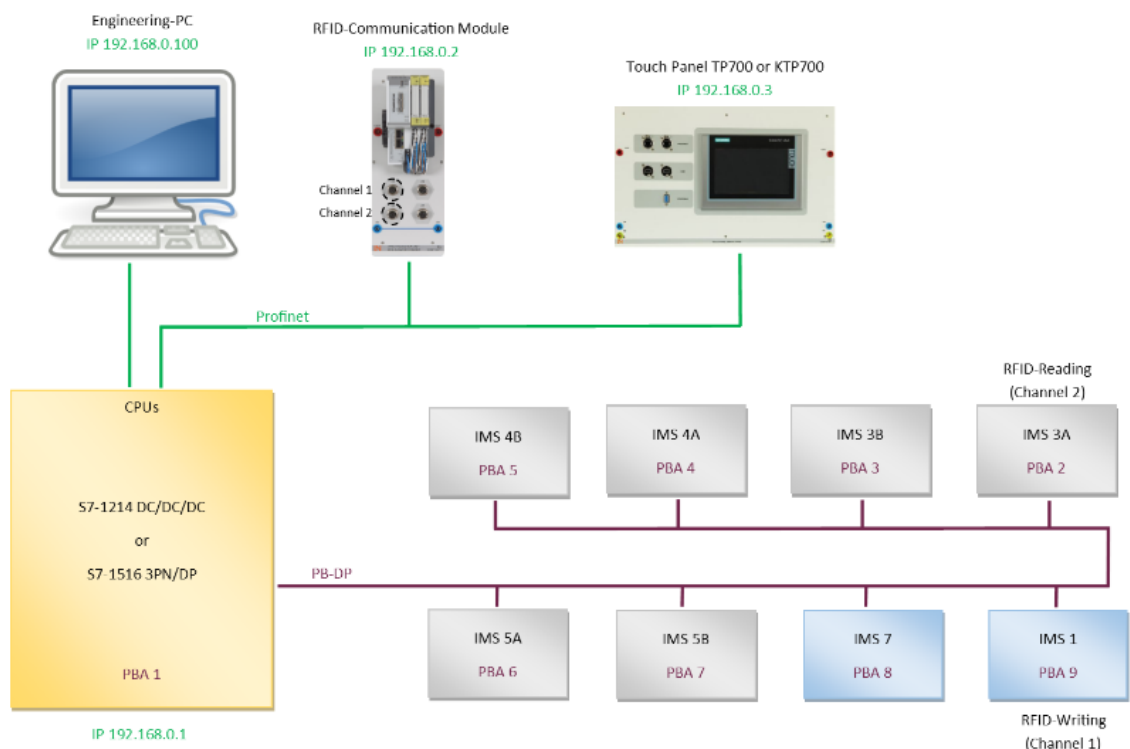 Engineering-PC
IP 192.168.0.100
RFID-Communication Module
IP 192.168.0.2
Touch Panel TP700 or KTP700
IP 192.168.0.3
Channel 1
Channel 2
Profinet
CPUs
S7-1214 DC/DC/DC
or
S7-1516 3PN/DP
PBA 1
IP 192.168.0.1
RFID-Reading
(Channel 2)
IMS 4B
PBA 5
IMS 4A
PBA 4
IMS 3B
PBA 3
IMS 3A
PBA 2
PB-DP
IMS 5A
PBA 6
IMS 5B
PBA 7
IMS 7
PBA 8
IMS 1
PBA 9
RFID-Writing
(Channel 1)